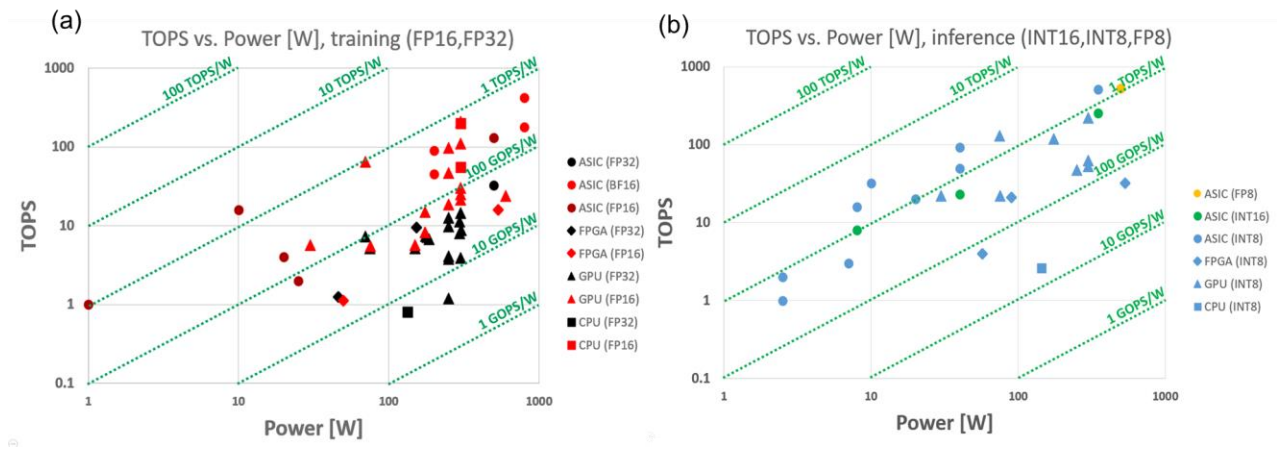 (a)
TOPS vs. Power [W], training (FP16,FP32)
1000
100
10
1
0.1
TOPS
100 TOPS/W
10 TOPS/W
1 TOPS/W
100 GOPS/W
10 GOPS/W
1 GOPS/W
1
10
100
1000
Power [W]
ASIC (FP32)
ASIC (BF16)
ASIC (FP16)
FPGA (FP32)
FPGA (FP16)
GPU (FP32)
GPU (FP16)
CPU (FP32)
CPU (FP16)
(b)
TOPS vs. Power [W], inference (INT16,INT8,FP8)
1000
100
10
1
0.1
TOPS
100 TOPS/W
10 TOPS/W
1 TOPS/W
100 GOPS/W
10 GOPS/W
1 GOPS/W
1
10
100
1000
Power [W]
ASIC (FP8)
ASIC (INT16)
ASIC (INT8)
FPGA (INT8)
GPU (INT8)
CPU (INT8)